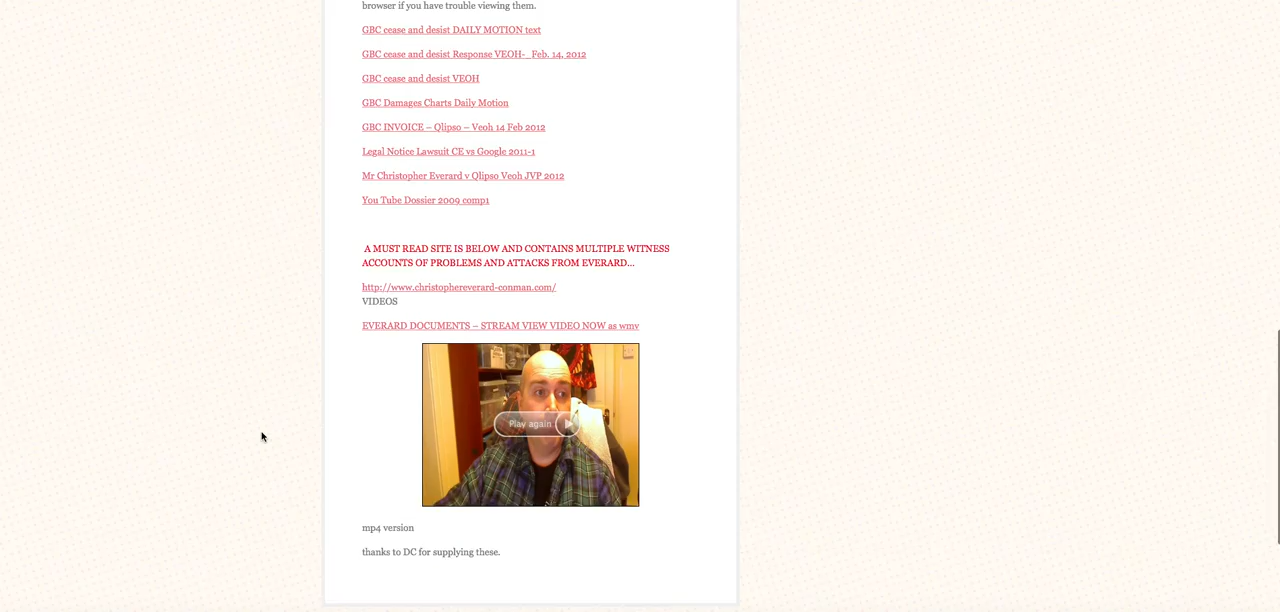 browser if you have trouble viewing them.
GBC cease and desist DAILY MOTION text
GBC cease and desist Response VEOH-_Feb. 14, 2012
GBC cease and desist VEOH
GBC Damages Charts Daily Motion
GBC INVOICE – Qlipso – Veoh 14 Feb 2012
Legal Notice Lawsuit CE vs Google 2011-1
Mr Christopher Everard v Qlipso Veoh JVP 2012
You Tube Dossier 2009 comp1
A MUST READ SITE IS BELOW AND CONTAINS MULTIPLE WITNESS
ACCOUNTS OF PROBLEMS AND ATTACKS FROM EVERARD...
http://www.christophereverard-conman.com/
VIDEOS
EVERARD DOCUMENTS – STREAM VIEW VIDEO NOW as wmv
Play again
mp4 version
thanks to DC for supplying these.